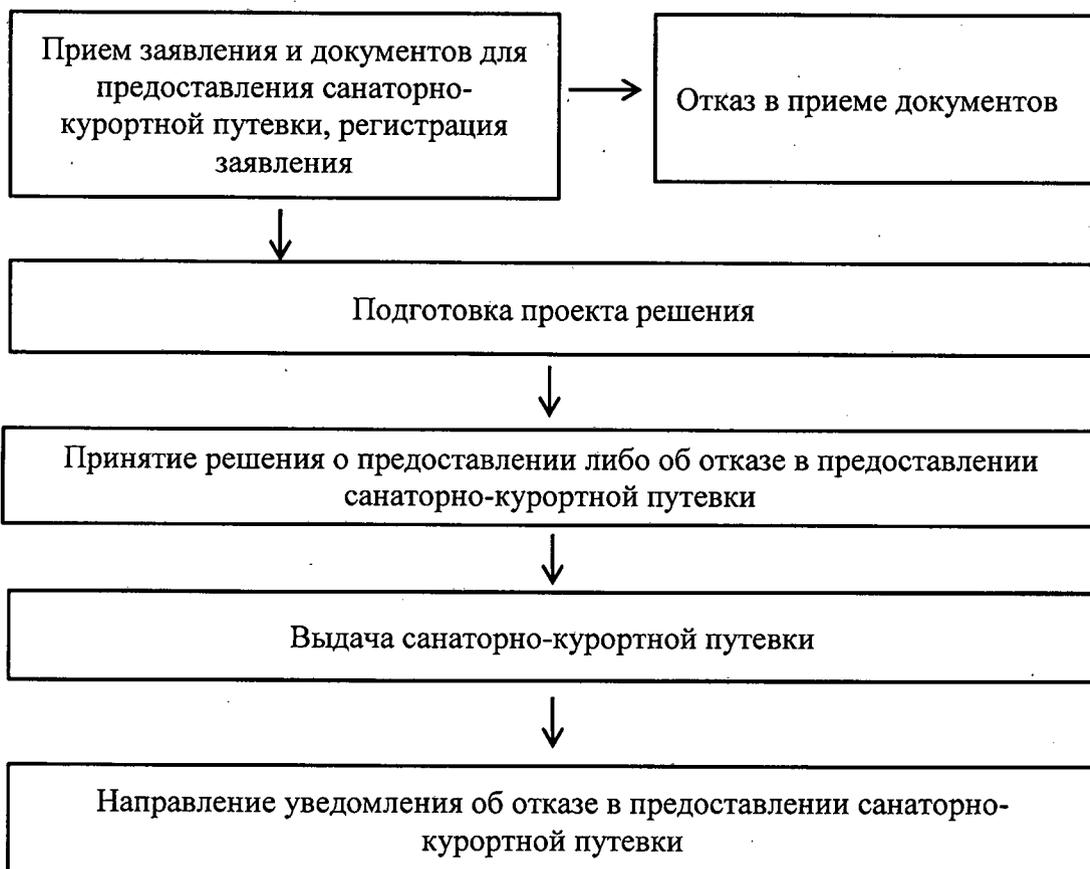 Прием заявления и документов для
предоставления санаторно-
курортной путевки, регистрация
заявления
Отказ в приеме документов
Подготовка проекта решения
Принятие решения о предоставлении либо об отказе в предоставлении
санаторно-курортной путевки
Выдача санаторно-курортной путевки
Направление уведомления об отказе в предоставлении санаторно-
курортной путевки